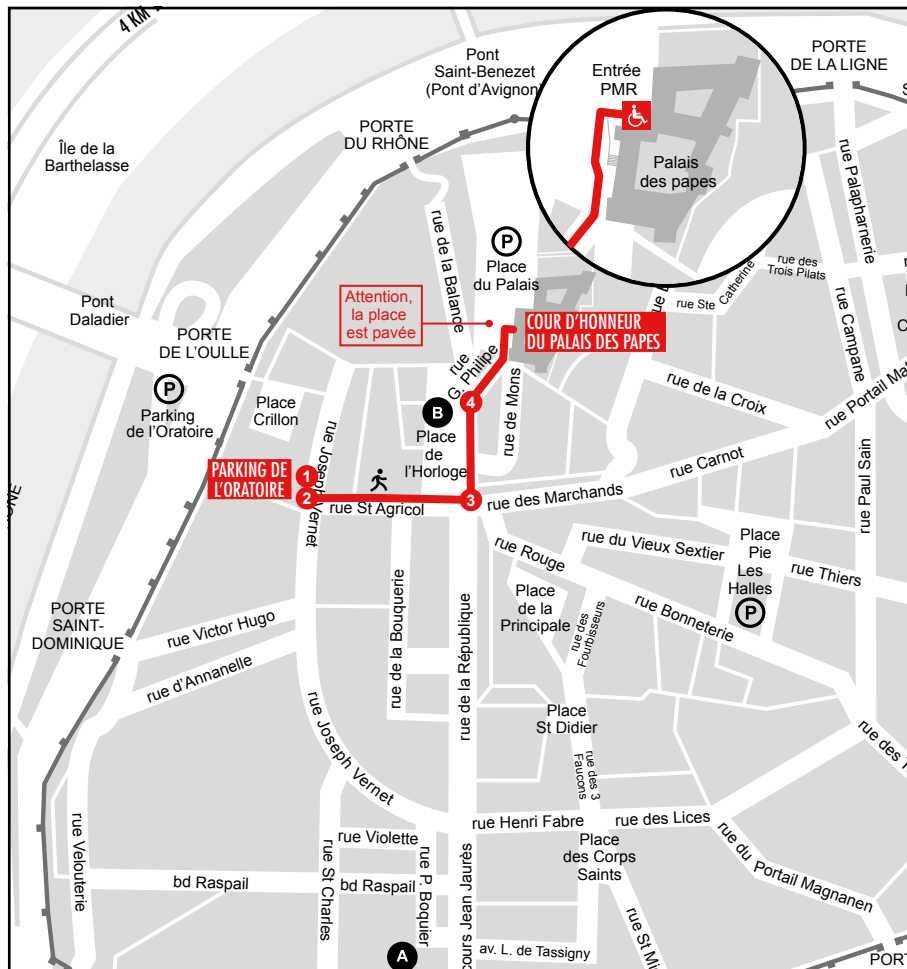 4 KM
Île de la
Barthelasse
Pont
Saint-Benezet
(Pont d'Avignon)
PORTE
DU RHÔNE
Entrée
PMR
Palais
des papes
PORTE
DE LA LIGNE
rue Palapharnerie
rue de la Balance
P
Place
du Palais
rue des
Trois Pilats
rue Ste Catherine
rue Campane
Pont
Daladier
PORTE
DE L'OULLE
Attention,
la place
est pavée
COUR D'HONNEUR
DU PALAIS DES PAPES
P
Parking
de l'Oratoire
Place
Crillon
rue
G. Philipe
4
B
Place
de
l'Horloge
rue de Mons
rue de la Croix
rue Portail Mat
rue Carnot
rue Paul Sain
rue Joseph Vernet
PARKING DE
L'ORATOIRE
1
2
3
rue St Agricol
rue des Marchands
rue Rouge
rue du Vieux Sextier
Place
Pie
Les
Halles
P
rue Thiers
rue Bonneterie
Place
de la
Principale
rue des
Fourbisseurs
rue de la Bouquerie
rue de la République
PORTE
SAINT-
DOMINIQUE
rue Victor Hugo
rue d'Annanelle
Place
St Didier
rue des 3
Faucons
rue des T
rue Joseph Vernet
rue Henri Fabre
rue des Lices
rue Velouterie
rue Violette
Place
des Corps
Saints
rue du Portail Magnanen
bd Raspail
bd Raspail
rue St Charles
rue P. Boquier
cours Jean Jaurès
A
av. L. de Tassigny
rue St Mi
PORT